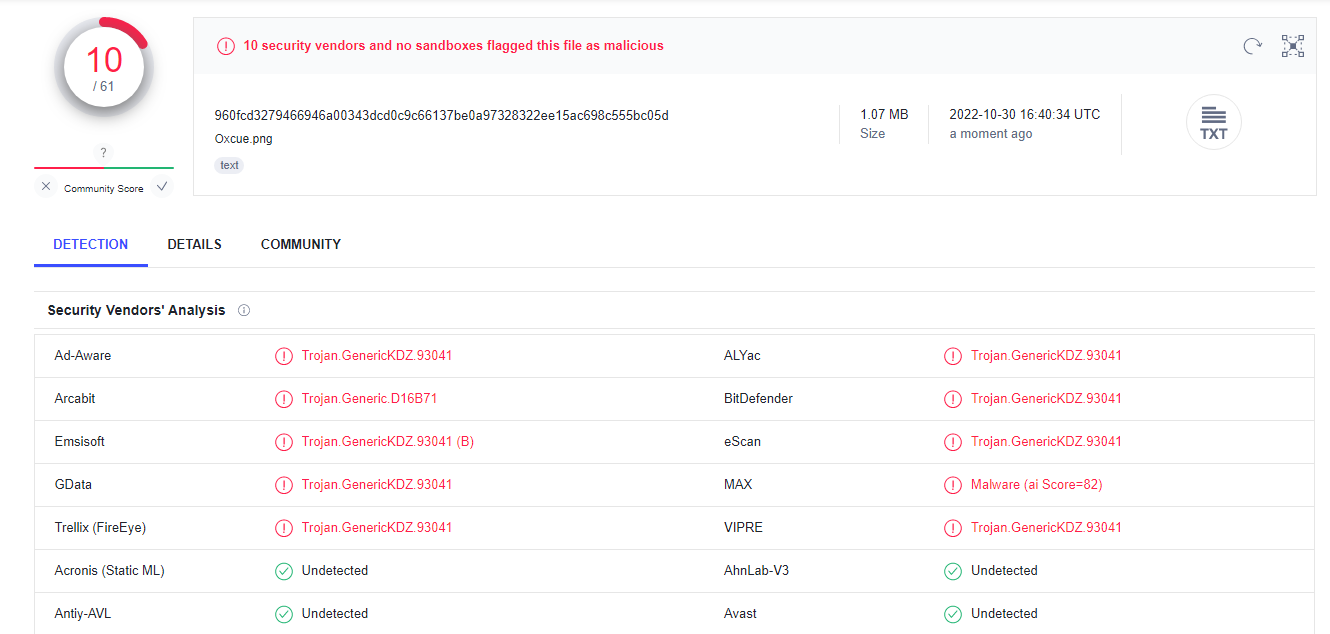 10
/ 61
?
Community Score
10 security vendors and no sandboxes flagged this file as malicious
960fcd3279466946a00343dcd0c9c66137be0a97328322ee15ac698c555bc05d
Oxcue.png
text
1.07 MB
Size
2022-10-30 16:40:34 UTC
a moment ago
TXT
DETECTION DETAILS COMMUNITY
Security Vendors' Analysis
Ad-Aware Trojan.GenericKDZ.93041 ALYac Trojan.GenericKDZ.93041
Arcabit Trojan.Generic.D16B71 BitDefender Trojan.GenericKDZ.93041
Emsisoft Trojan.GenericKDZ.93041 (B) eScan Trojan.GenericKDZ.93041
GData Trojan.GenericKDZ.93041 MAX Malware (ai Score=82)
Trellix (FireEye) Trojan.GenericKDZ.93041 VIPRE Trojan.GenericKDZ.93041
Acronis (Static ML) Undetected AhnLab-V3 Undetected
Antiy-AVL Undetected Avast Undetected